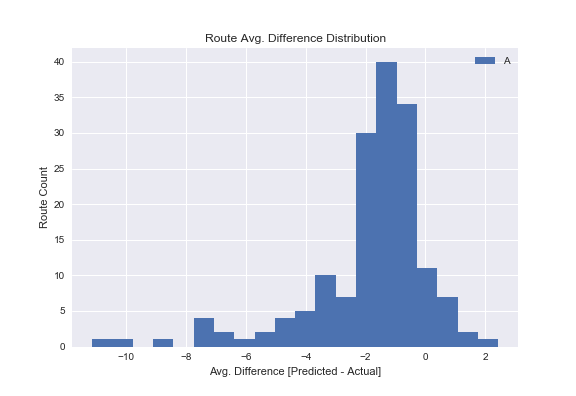 Route Avg. Difference Distribution
A
Route Count
40
35
30
25
20
15
10
5
0
−10 −8 −6 −4 −2 0 2
Avg. Difference [Predicted - Actual]